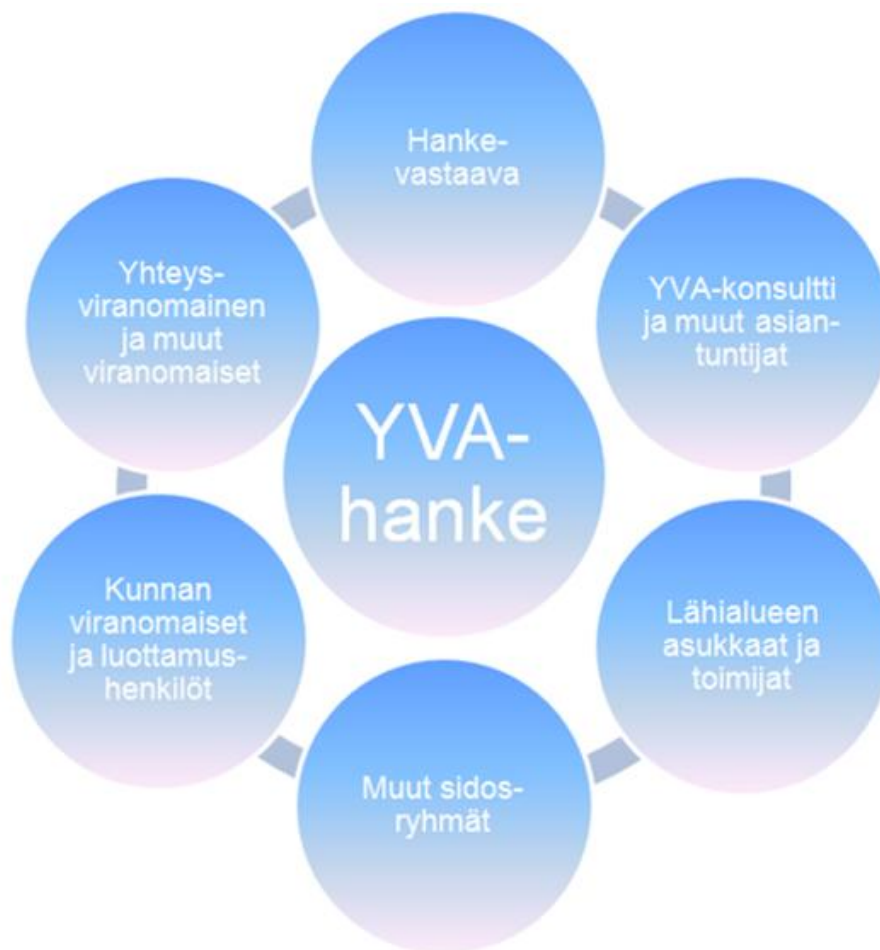 Hanke-
vastaava
Yhteys-
viranomainen
ja muut
viranomaiset
YVA-konsultti
ja muut asian-
tuntijat
YVA-
hanke
Kunnan
viranomaiset
ja luottamus-
henkilöt
Lähialueen
asukkaat ja
toimijat
Muut sidos-
ryhmät